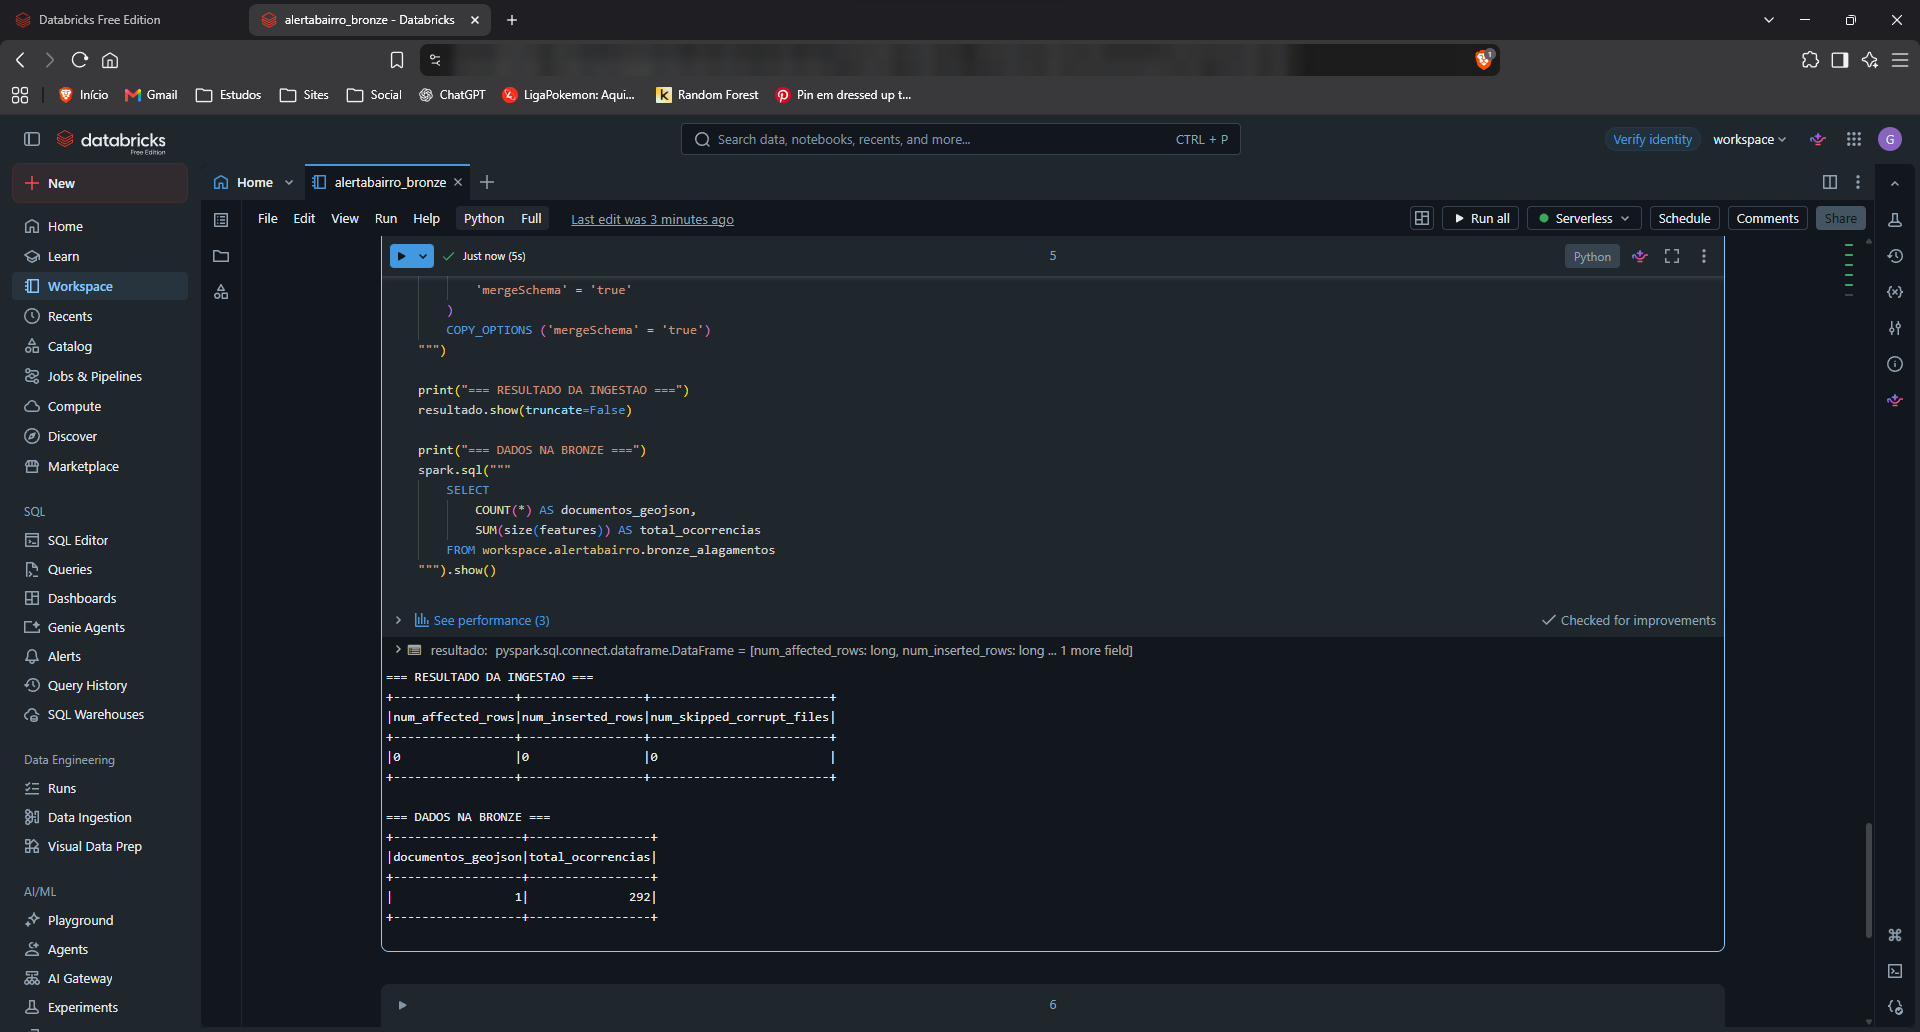 Databricks Free Edition
alertabairro_bronze - Databricks
1
Início
Gmail
Estudos
Sites
Social
ChatGPT
LigaPokemon: Aqui...
Random Forest
Pin em dressed up t...
databricks
Free Edition
Search data, notebooks, recents, and more...
CTRL + P
Verify identity
workspace
G
New
Home
Learn
Workspace
Recents
Catalog
Jobs & Pipelines
Compute
Discover
Marketplace
SQL
SQL Editor
Queries
Dashboards
Genie Agents
Alerts
Query History
SQL Warehouses
Data Engineering
Runs
Data Ingestion
Visual Data Prep
AI/ML
Playground
Agents
AI Gateway
Experiments
Home
alertabairro_bronze
File Edit View Run Help
Python Full
Last edit was 3 minutes ago
Run all
Serverless
Schedule
Comments
Share
Just now (5s)
5
Python
'mergeSchema' = 'true'
)
COPY_OPTIONS ('mergeSchema' = 'true')
""")
print("=== RESULTADO DA INGESTAO ===")
resultado.show(truncate=False)
print("=== DADOS NA BRONZE ===")
spark.sql("""
SELECT
COUNT(*) AS documentos_geojson,
SUM(size(features)) AS total_ocorrencias
FROM workspace.alertabairro.bronze_alagamentos
""").show()
See performance (3)
Checked for improvements
resultado: pyspark.sql.connect.dataframe.DataFrame = [num_affected_rows: long, num_inserted_rows: long ... 1 more field]
=== RESULTADO DA INGESTAO ===
+-----------------+-----------------+-------------------------+
|num_affected_rows|num_inserted_rows|num_skipped_corrupt_files|
+-----------------+-----------------+-------------------------+
|0                |0                |0                        |
+-----------------+-----------------+-------------------------+
=== DADOS NA BRONZE ===
+------------------+-----------------+
|documentos_geojson|total_ocorrencias|
+------------------+-----------------+
|                 1|              292|
+------------------+-----------------+
6